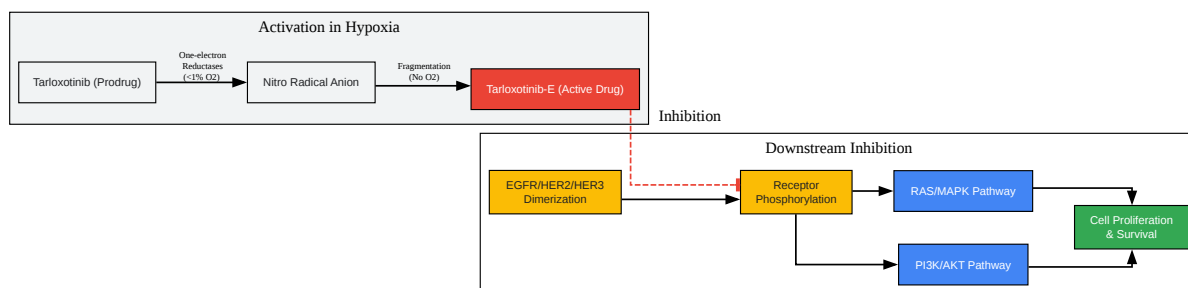 Activation in Hypoxia
Tarloxotinib (Prodrug)
One-electron
Reductases
(<1% O2)
Nitro Radical Anion
Fragmentation
(No O2)
Tarloxotinib-E (Active Drug)
Inhibition
Downstream Inhibition
EGFR/HER2/HER3
Dimerization
Receptor
Phosphorylation
RAS/MAPK Pathway
PI3K/AKT Pathway
Cell Proliferation
& Survival